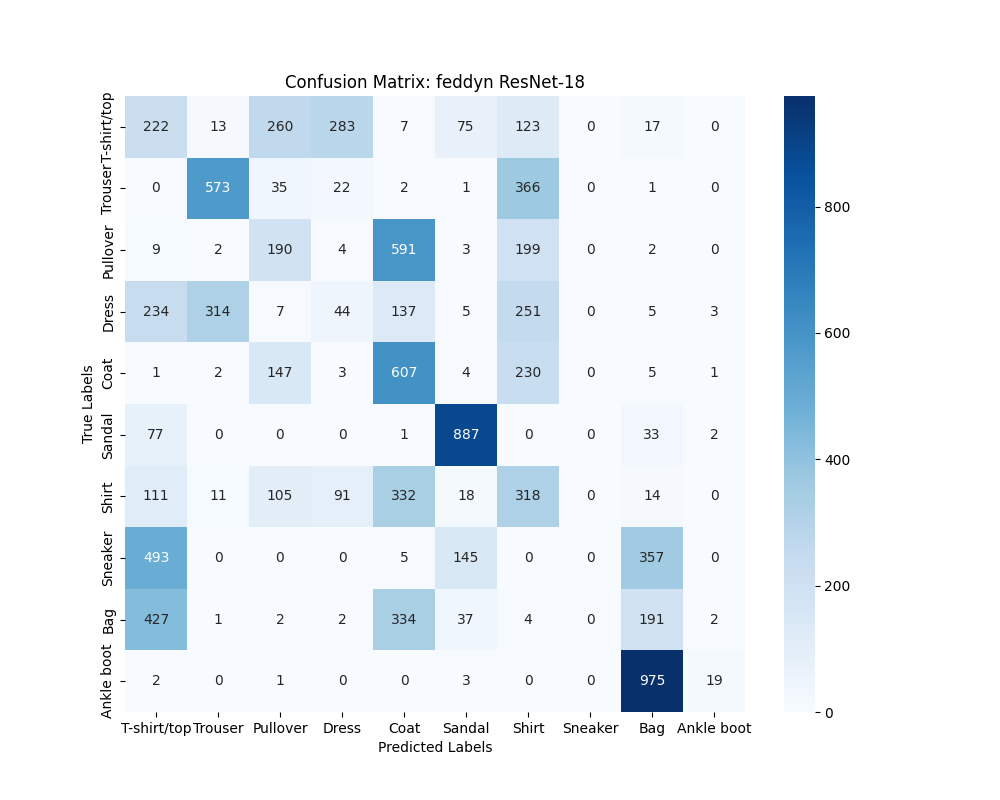 Confusion Matrix: feddyn ResNet-18
T-shirt/top 222 13 260 283 7 75 123 0 17 0
Trouser 0 573 35 22 2 1 366 0 1 0
Pullover 9 2 190 4 591 3 199 0 2 0
Dress 234 314 7 44 137 5 251 0 5 3
Coat 1 2 147 3 607 4 230 0 5 1
Sandal 77 0 0 0 1 887 0 0 33 2
Shirt 111 11 105 91 332 18 318 0 14 0
Sneaker 493 0 0 0 5 145 0 0 357 0
Bag 427 1 2 2 334 37 4 0 191 2
Ankle boot 2 0 1 0 0 3 0 0 975 19
True Labels
T-shirt/top Trouser Pullover Dress Coat Sandal Shirt Sneaker Bag Ankle boot
Predicted Labels
800
600
400
200
0